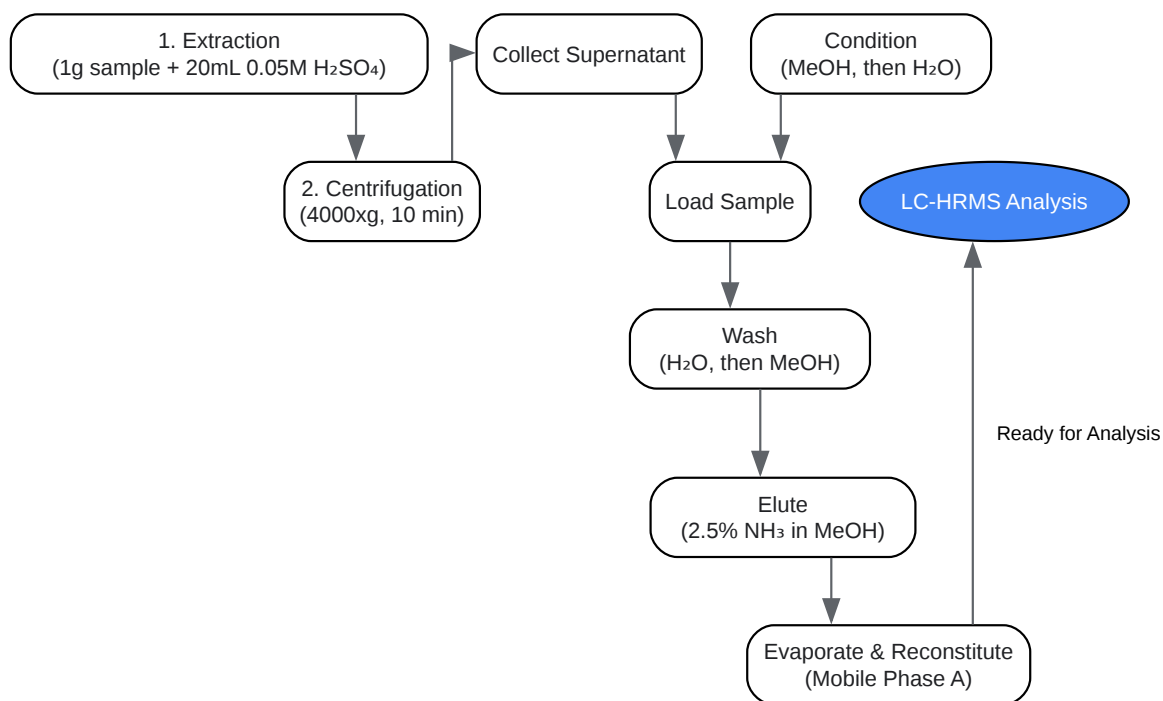 1. Extraction
(1g sample + 20mL 0.05M H₂SO₄)
Collect Supernatant
Condition
(MeOH, then H₂O)
2. Centrifugation
(4000xg, 10 min)
Load Sample
LC-HRMS Analysis
Wash
(H₂O, then MeOH)
Ready for Analysis
Elute
(2.5% NH₃ in MeOH)
Evaporate & Reconstitute
(Mobile Phase A)